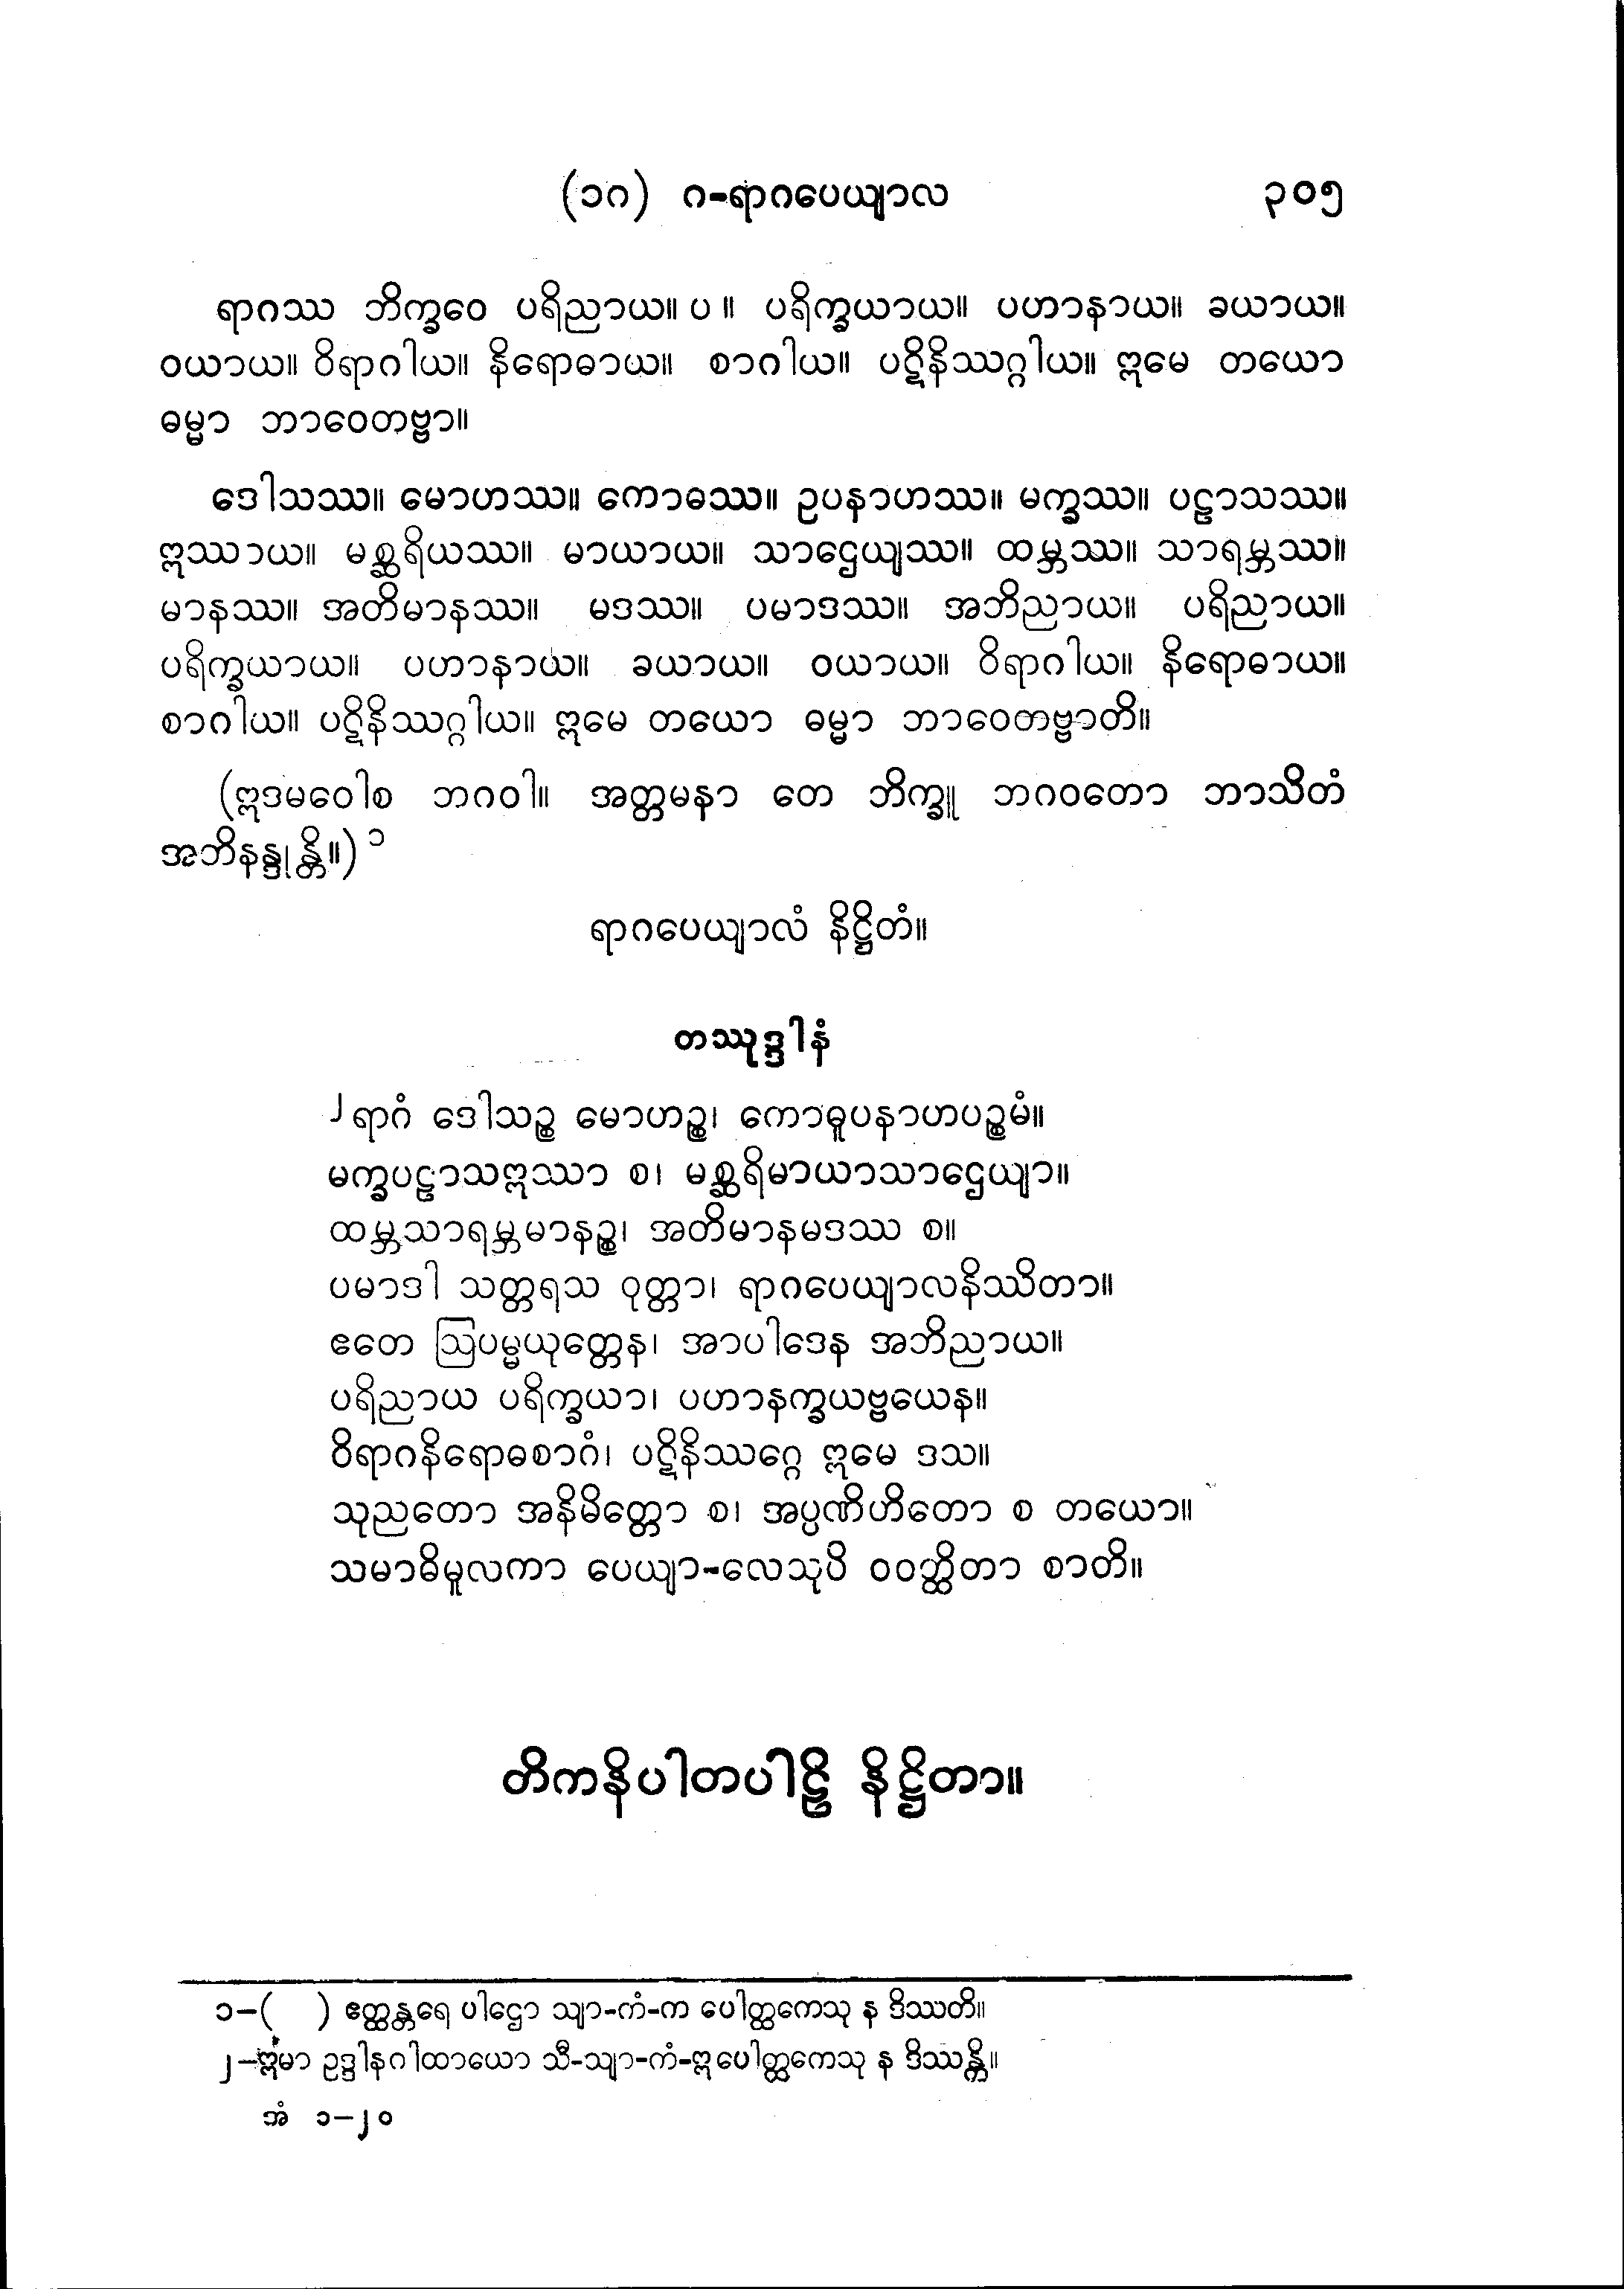 (၁၇) ဂ-ရာဂပေယျာလ ၃၀၅
ရာဂဿ ဘိက္ခဝေ ပရိညာယ။ ပ ။ ပရိက္ခယာယ။ ပဟာနာယ။ ခယာယ။
ဝယာယ။ ဝိရာဂါယ။ နိရောဓာယ။ စာဂါယ။ ပဋိနိဿဂ္ဂါယ။ ဣမေ တယော
ဓမ္မာ ဘာဝေတဗ္ဗာ။
ဒေါသဿ။ မောဟဿ။ ကောဓဿ။ ဥပနာဟဿ။ မက္ခဿ။ ပဠာသဿ။
ဣဿာယ။ မစ္ဆရိယဿ။ မာယာယ။ သာဌေယျဿ။ ထမ္ဘဿ။ သာရမ္ဘဿ။
မာနဿ။ အတိမာနဿ။ မဒဿ။ ပမာဒဿ။ အဘိညာယ။ ပရိညာယ။
ပရိက္ခယာယ။ ပဟာနာယ။ ခယာယ။ ဝယာယ။ ဝိရာဂါယ။ နိရောဓာယ။
စာဂါယ။ ပဋိနိဿဂ္ဂါယ။ ဣမေ တယော ဓမ္မာ ဘာဝေတဗ္ဗာတိ။
(ဣဒမဝေါစ ဘဂဝါ။ အတ္တမနာ တေ ဘိက္ခူ ဘဂဝတော ဘာသိတံ
အဘိနန္ဒုန္တိ။)၁
ရာဂပေယျာလံ နိဋ္ဌိတံ။
တဿုဒ္ဒါနံ
၂ရာဂံ ဒေါသဉ္စ မောဟဉ္စ၊ ကောဓူပနာဟပဉ္စမံ။
မက္ခပဠာသဣဿာ စ၊ မစ္ဆရိမာယာသာဌေယျာ။
ထမ္ဘသာရမ္ဘမာနဉ္စ၊ အတိမာနမဒဿ စ။
ပမာဒါ သတ္တရသ ဝုတ္တာ၊ ရာဂပေယျာလနိဿိတာ။
ဧတေ ဩပမ္မယုတ္တေန၊ အာပါဒေန အဘိညာယ။
ပရိညာယ ပရိက္ခယာ၊ ပဟာနက္ခယဗ္ဗယေန။
ဝိရာဂနိရောဓစာဂံ၊ ပဋိနိဿဂ္ဂေ ဣမေ ဒသ။
သုညတော အနိမိတ္တော စ၊ အပ္ပဏိဟိတော စ တယော။
သမာဓိမူလကာ ပေယျာ-လေသုပိ ဝဝတ္ထိတာ စာတိ။
တိကနိပါတပါဠိ နိဋ္ဌိတာ။
၁-( ) ဧတ္ထန္တရေ ပါဌော သျာ-ကံ-က ပေါတ္ထကေသု န ဒိဿတိ။
၂-ဣမာ ဥဒ္ဒါနဂါထာယော သီ-သျာ-ကံ-ဣပေါတ္ထကေသု န ဒိဿန္တိ။
အံ ၁-၂၀